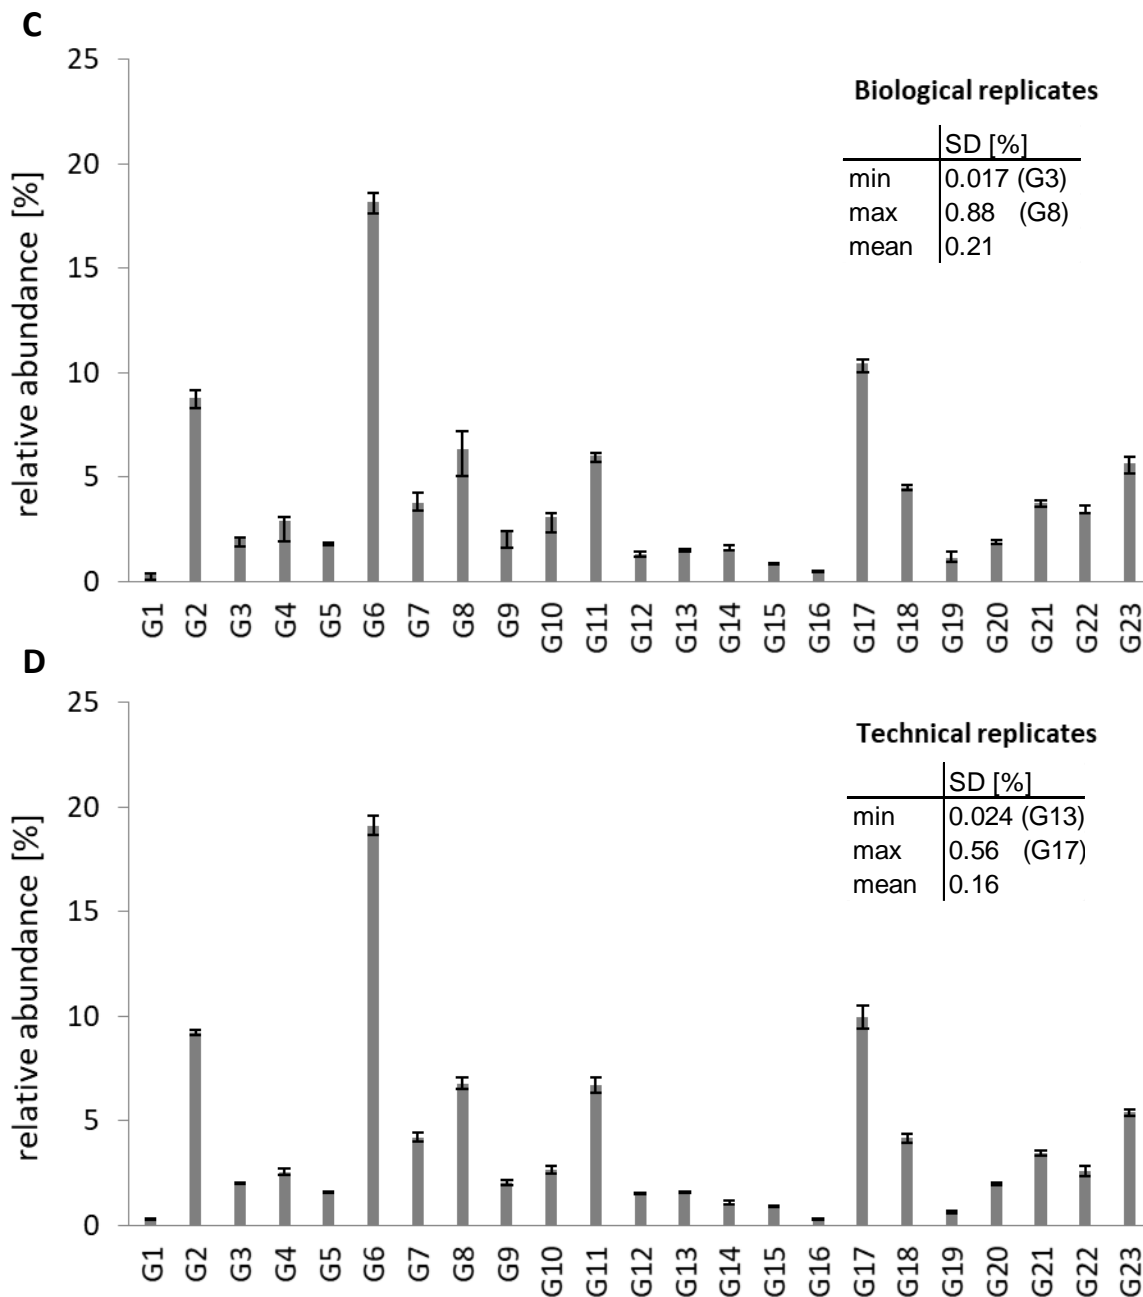 C
25
20
15
10
5
0
relative abundance [%]
Biological replicates
SD [%]
min 0.017 (G3)
max 0.88 (G8)
mean 0.21
G1 G2 G3 G4 G5 G6 G7 G8 G9 G10 G11 G12 G13 G14 G15 G16 G17 G18 G19 G20 G21 G22 G23
D
25
20
15
10
5
0
relative abundance [%]
Technical replicates
SD [%]
min 0.024 (G13)
max 0.56 (G17)
mean 0.16
G1 G2 G3 G4 G5 G6 G7 G8 G9 G10 G11 G12 G13 G14 G15 G16 G17 G18 G19 G20 G21 G22 G23